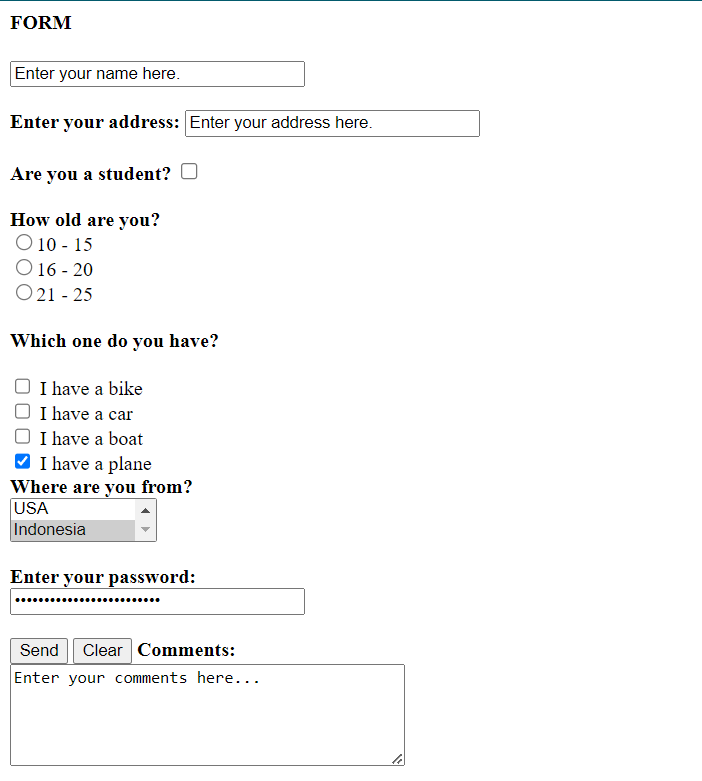 FORM
Enter your name here.
Enter your address: Enter your address here.
Are you a student?
How old are you?
10 - 15
16 - 20
21 - 25
Which one do you have?
I have a bike
I have a car
I have a boat
I have a plane
Where are you from?
USA
Indonesia
Enter your password:
••••••••••••••••••••••••••
Send Clear Comments:
Enter your comments here...